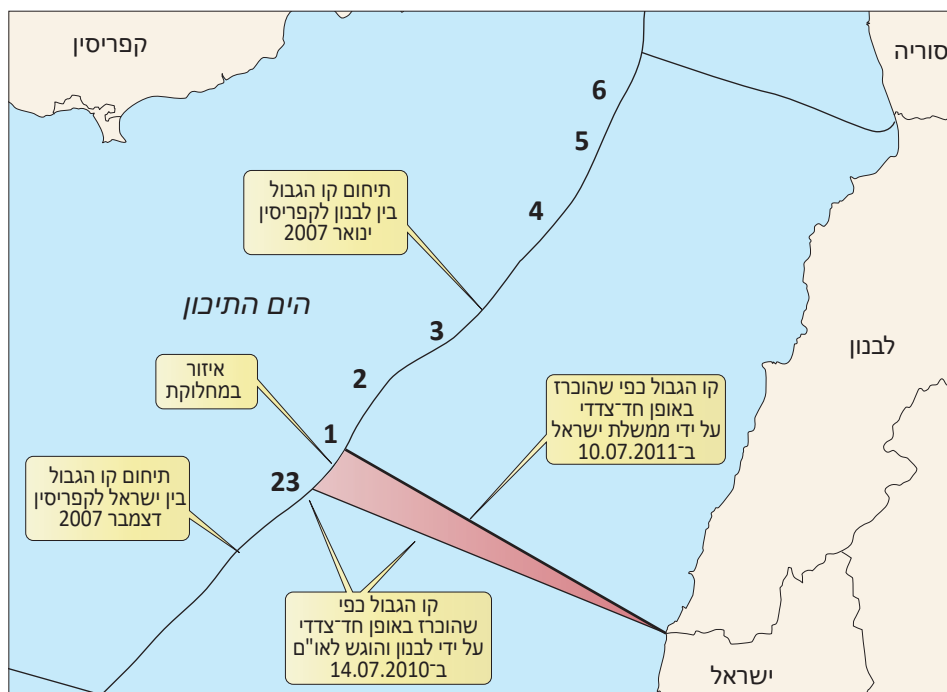 קפריסין
סוריה
6
5
תיחום קו הגבול
בין לבנון לקפריסין
ינואר 2007
4
הים התיכון
3
לבנון
איזור
במחלוקת
2
קו הגבול כפי שהוכרז
באופן חד־צדדי
על ידי ממשלת ישראל
ב־10.07.2011
1
תיחום קו הגבול
בין ישראל לקפריסין
דצמבר 2007
23
קו הגבול כפי
שהוכרז באופן חד־צדדי
על ידי לבנון והוגש לאו"ם
ב־14.07.2010
ישראל